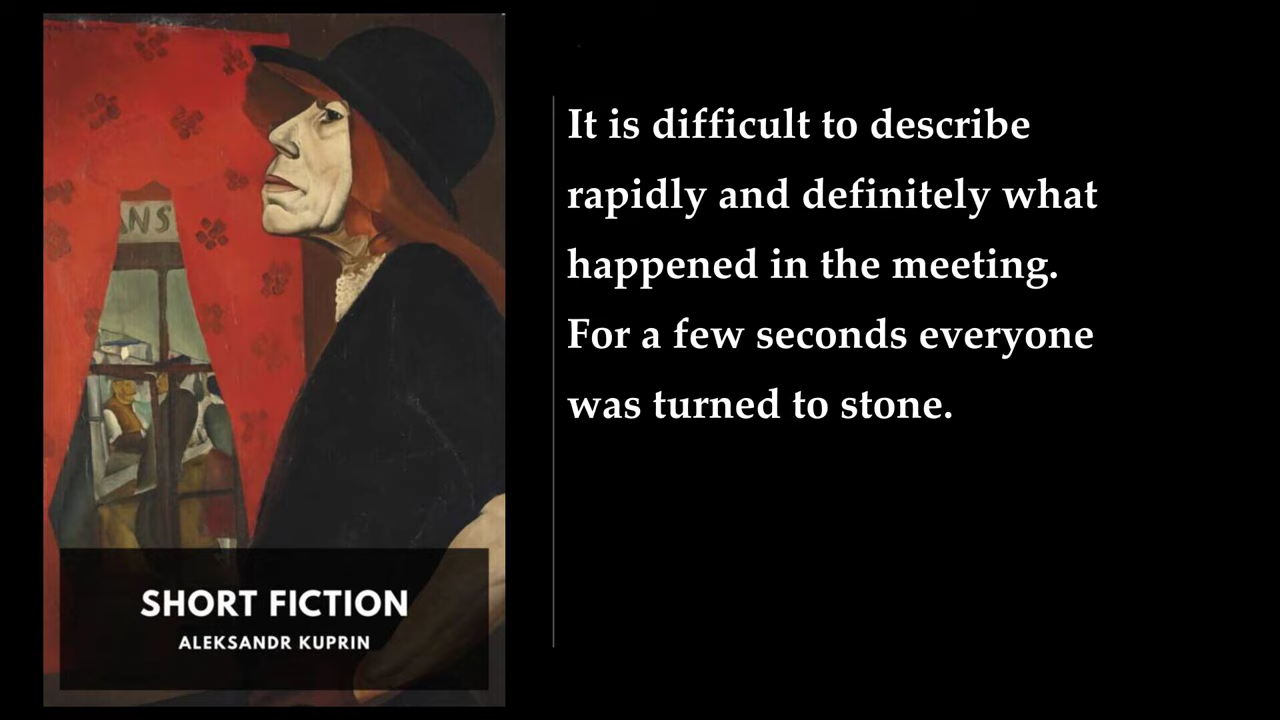 ANS
SHORT FICTION
ALEKSANDR KUPRIN
It is difficult to describe
rapidly and definitely what
happened in the meeting.
For a few seconds everyone
was turned to stone.